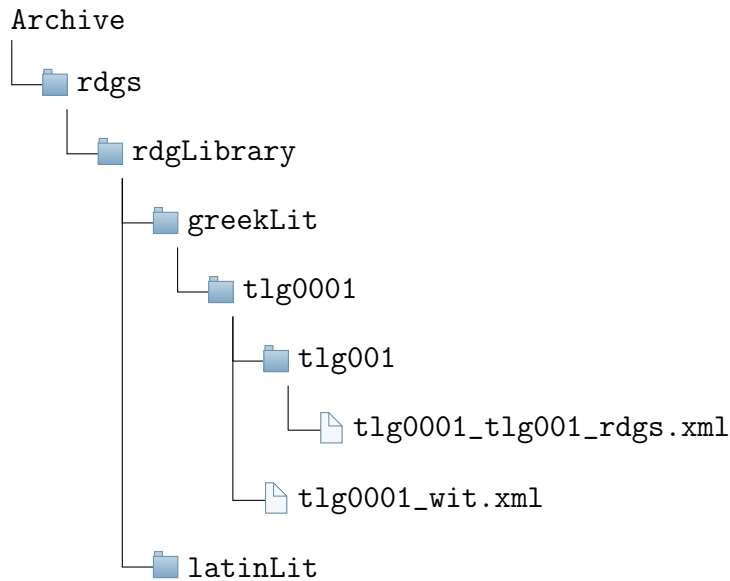 Archive
rdgs
rdgLibrary
greekLit
tlg0001
tlg001
tlg0001_tlg001_rdgs.xml
tlg0001_wit.xml
latinLit